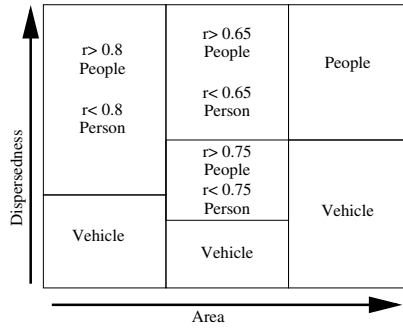 r> 0.8
People
r< 0.8
Person
Vehicle
r> 0.65
People
r< 0.65
Person
r> 0.75
People
r< 0.75
Person
Vehicle
People
Vehicle
Dispersedness
Area